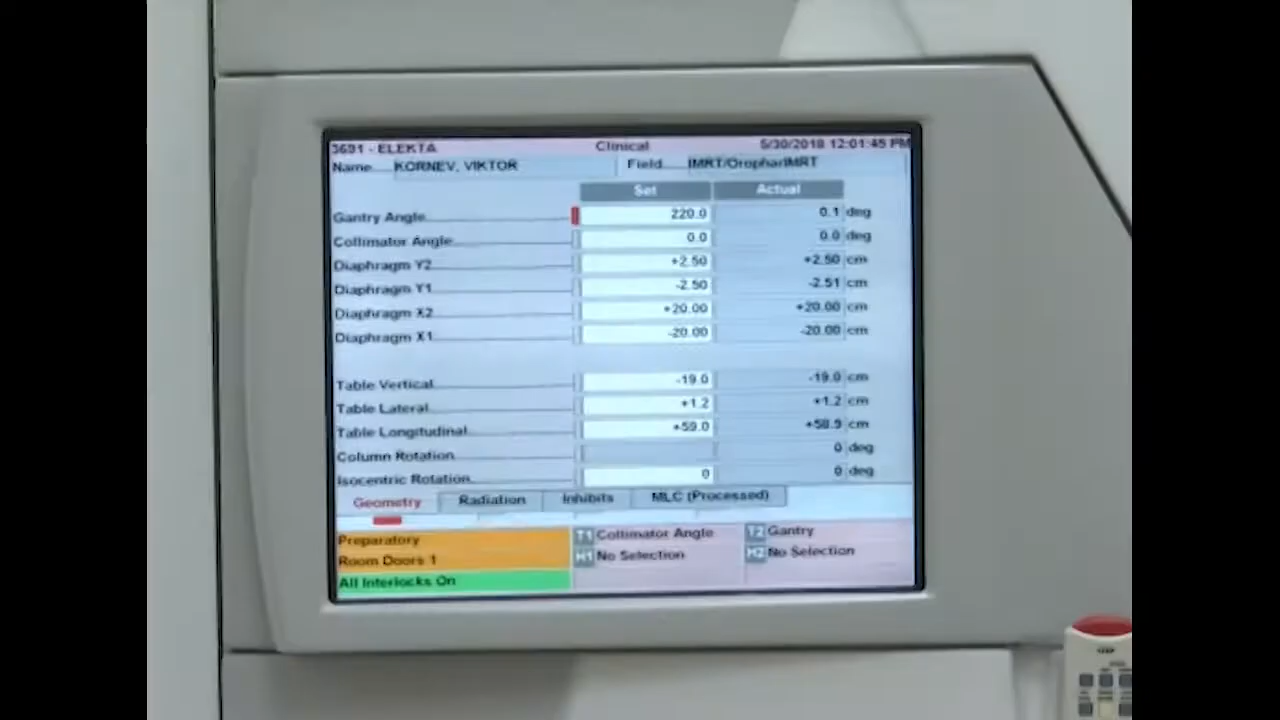 3691 - ELEKTA Clinical 5/30/2018 12:01:45 PM
Name KORNEV, VIKTOR Field IMRT/OropharIMRT
Set Actual
Gantry Angle 220.0 0.1 deg
Collimator Angle 0.0 0.0 deg
Diaphragm Y2 +2.50 +2.50 cm
Diaphragm Y1 -2.50 -2.51 cm
Diaphragm X2 +20.00 +20.00 cm
Diaphragm X1 -20.00 -20.00 cm
Table Vertical -19.0 -19.0 cm
Table Lateral +1.2 +1.2 cm
Table Longitudinal +59.0 +58.9 cm
Column Rotation 0 deg
Isocentric Rotation 0 0 deg
Geometry Radiation Inhibits MLC (Processed)
Preparatory T1 Collimator Angle T2 Gantry
Room Doors 1 H1 No Selection H2 No Selection
All Interlocks On